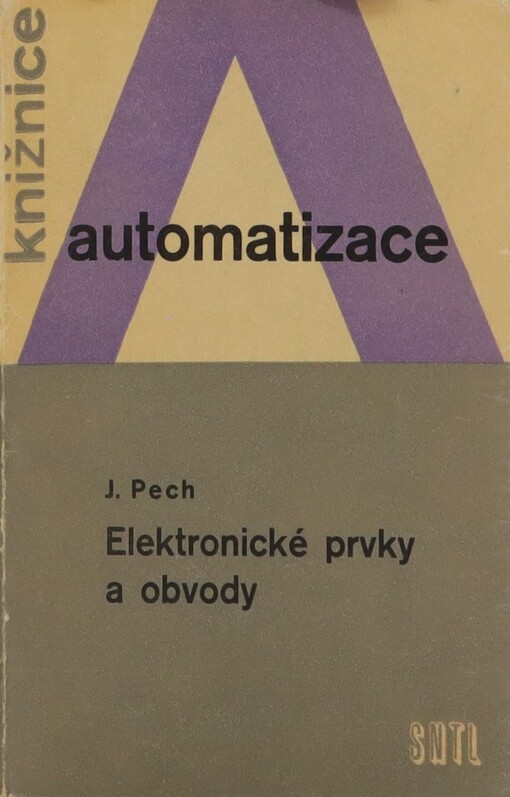 knižnice
automatizace
J. Pech
Elektronické prvky
a obvody
SNTL